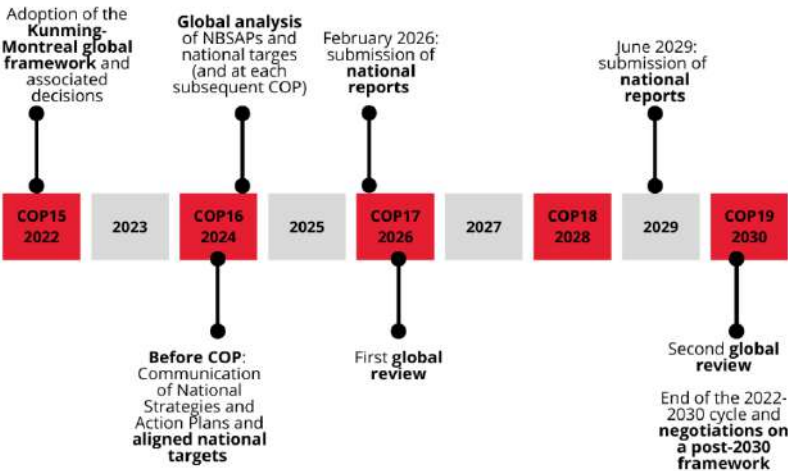 Adoption of the
Kunming-
Montreal global
framework and
associated
decisions
Global analysis
of NBSAPs and
national targes
(and at each
subsequent COP)
February 2026:
submission of
national
reports
June 2029:
submission of
national
reports
COP15
2022
2023
COP16
2024
2025
COP17
2026
2027
COP18
2028
2029
COP19
2030
Before COP:
Communication
of National
Strategies and
Action Plans and
aligned national
targets
First global
review
Second global
review
End of the 2022-
2030 cycle and
negotiations on
a post-2030
framework